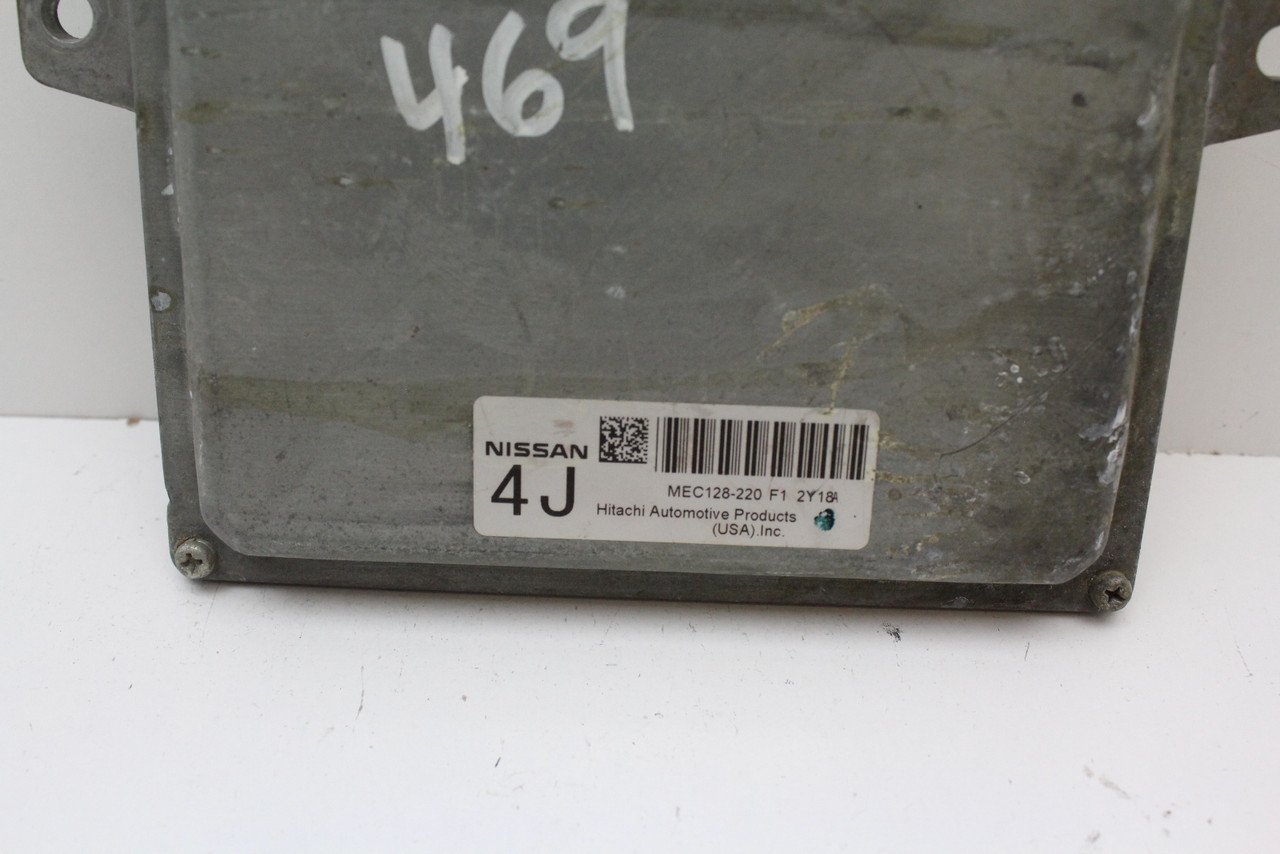 469
NISSAN
4J
MEC128-220 F1 2Y18A
Hitachi Automotive Products
(USA).Inc.